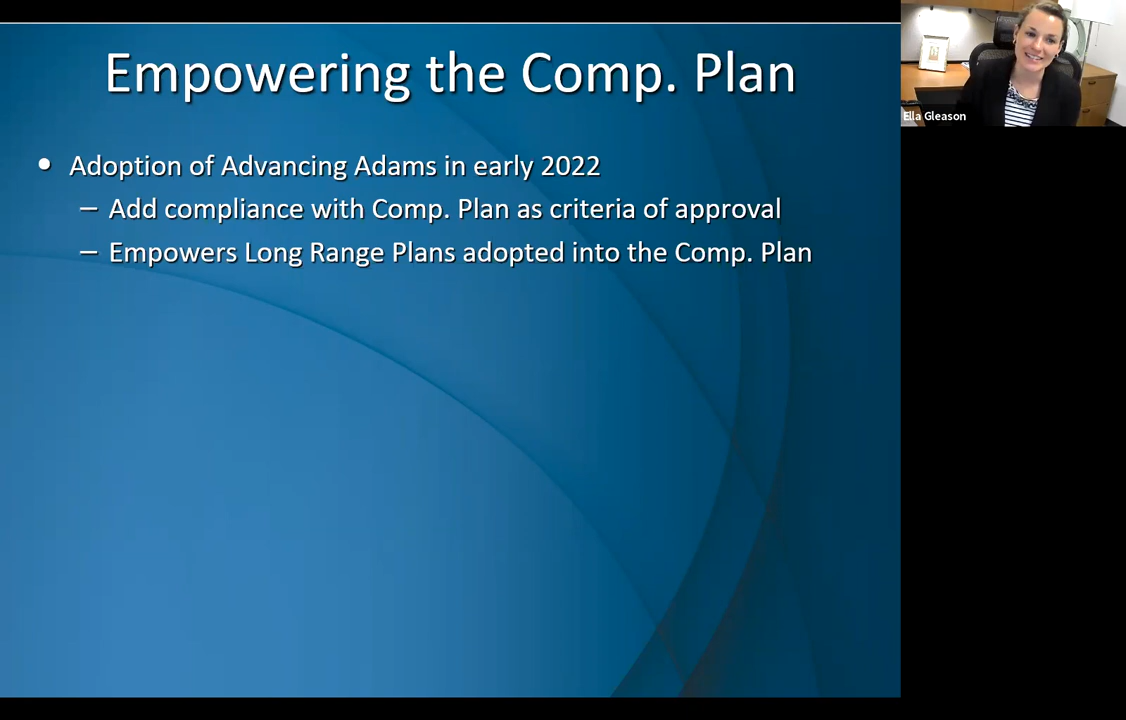 Empowering the Comp. Plan
• Adoption of Advancing Adams in early 2022
– Add compliance with Comp. Plan as criteria of approval
– Empowers Long Range Plans adopted into the Comp. Plan
Ella Gleason